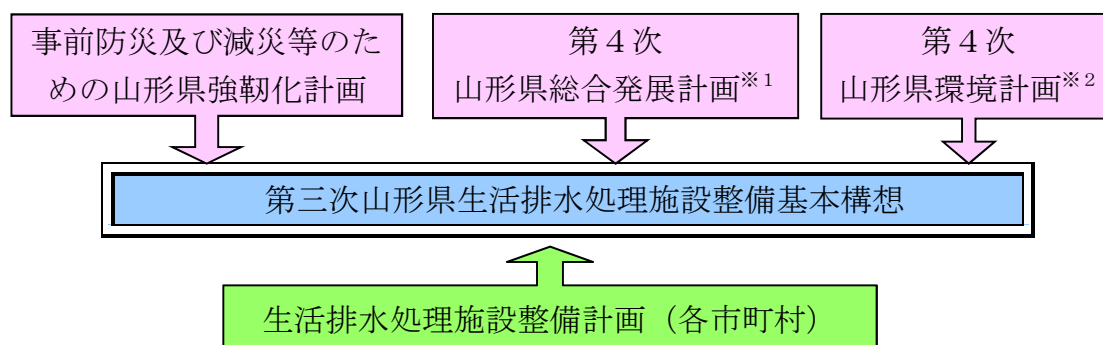 事前防災及び減災等のた
めの山形県強靭化計画
第４次
山形県総合発展計画※1
第４次
山形県環境計画※2
第三次山形県生活排水処理施設整備基本構想
生活排水処理施設整備計画（各市町村）